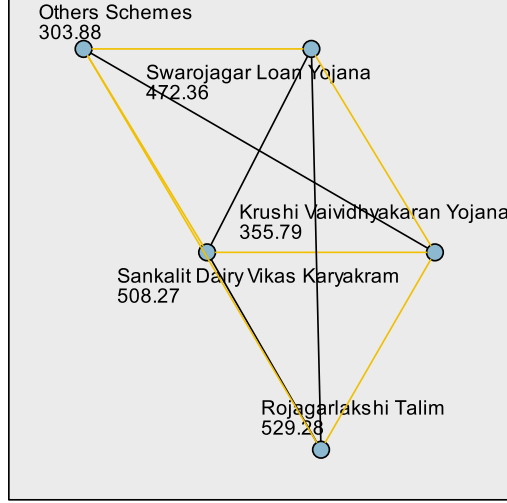 Others Schemes
303.88
Swarojagar Loan Yojana
472.36
Krushi Vaividhyakaran Yojana
355.79
Sankalit Dairy Vikas Karyakram
508.27
Rojagarlakshi Talim
529.28